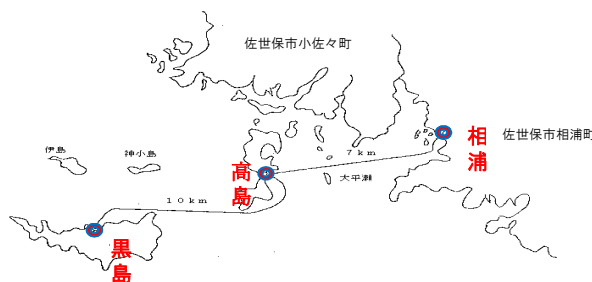 佐世保市小佐々町
相浦
佐世保市相浦町
7km
伊島
神小島
高島
大平瀬
10km
黒島